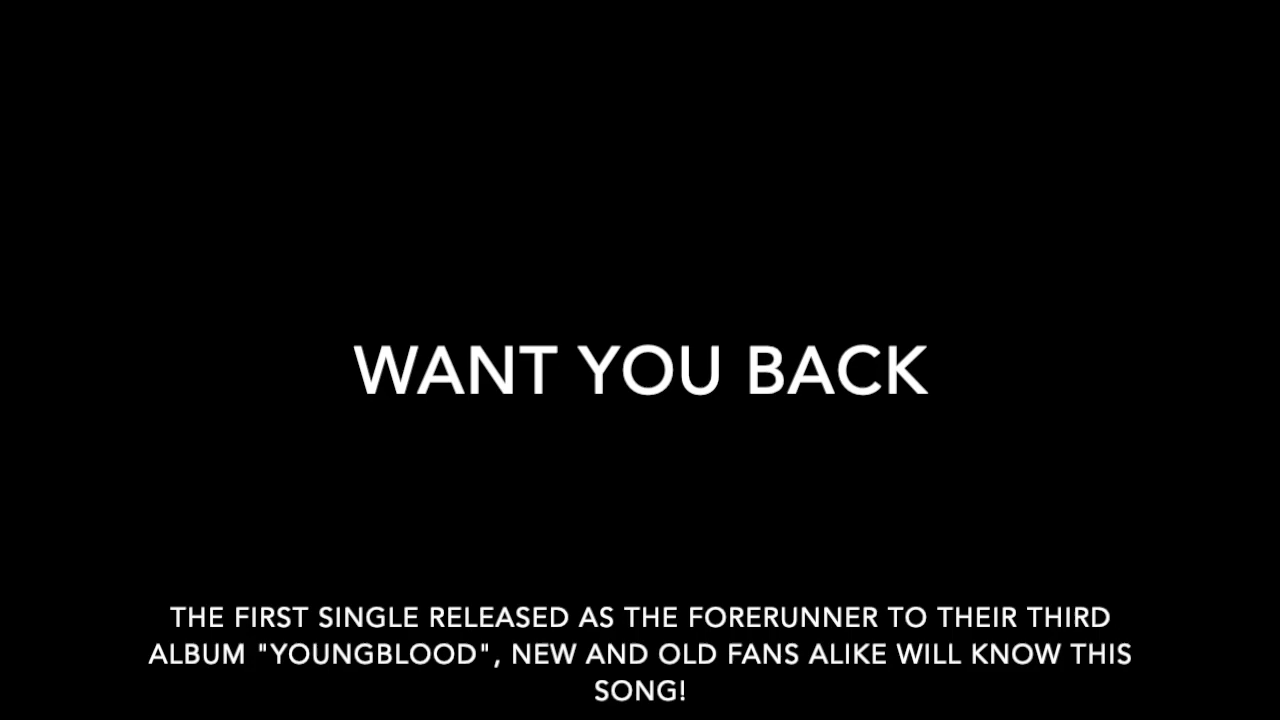 WANT YOU BACK
THE FIRST SINGLE RELEASED AS THE FORERUNNER TO THEIR THIRD
ALBUM "YOUNGBLOOD", NEW AND OLD FANS ALIKE WILL KNOW THIS
SONG!